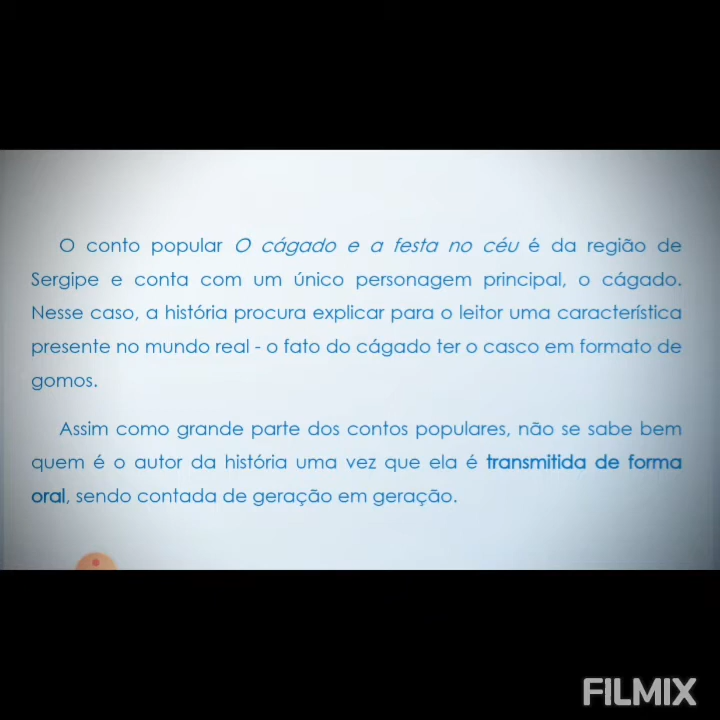 O conto popular O cágado e a festa no céu é da região de
Sergipe e conta com um único personagem principal, o cágado.
Nesse caso, a história procura explicar para o leitor uma característica
presente no mundo real - o fato do cágado ter o casco em formato de
gomos.
Assim como grande parte dos contos populares, não se sabe bem
quem é o autor da história uma vez que ela é transmitida de forma
oral, sendo contada de geração em geração.
FILMIX